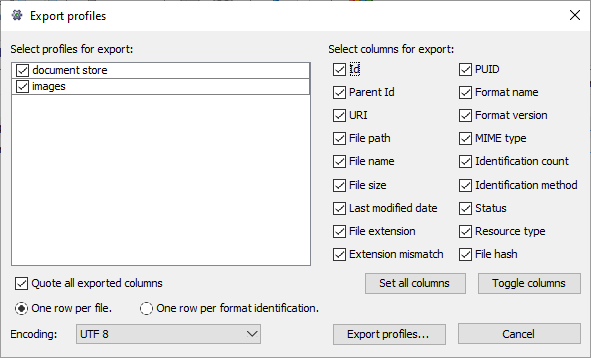 Export profiles
Select profiles for export:
document store
images
Select columns for export:
Id
PUID
Parent Id
Format name
URI
Format version
File path
MIME type
File name
Identification count
File size
Identification method
Last modified date
Status
File extension
Resource type
Extension mismatch
File hash
Quote all exported columns
Set all columns
Toggle columns
One row per file.
One row per format identification.
Encoding:
UTF 8
Export profiles...
Cancel